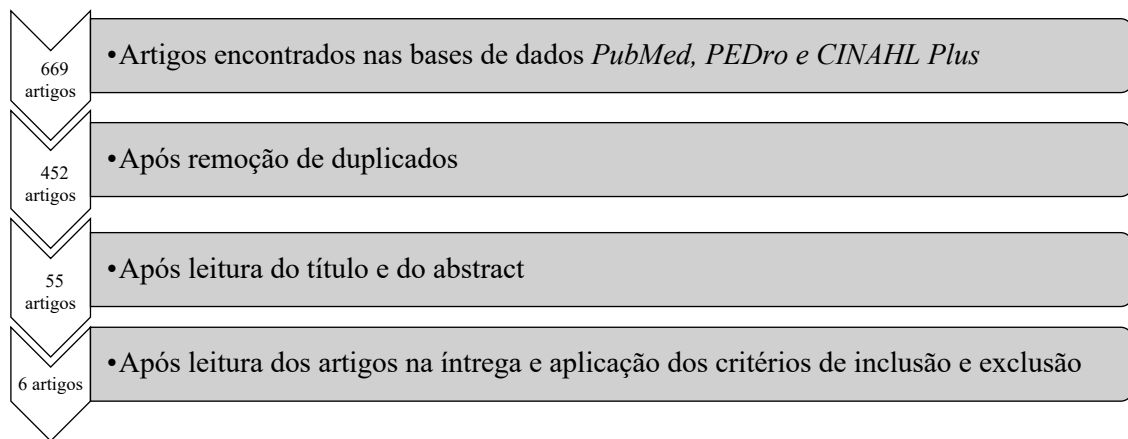 669
artigos
•Artigos encontrados nas bases de dados PubMed, PEDro e CINAHL Plus
452
artigos
•Após remoção de duplicados
55
artigos
•Após leitura do título e do abstract
6 artigos
•Após leitura dos artigos na íntrega e aplicação dos critérios de inclusão e exclusão